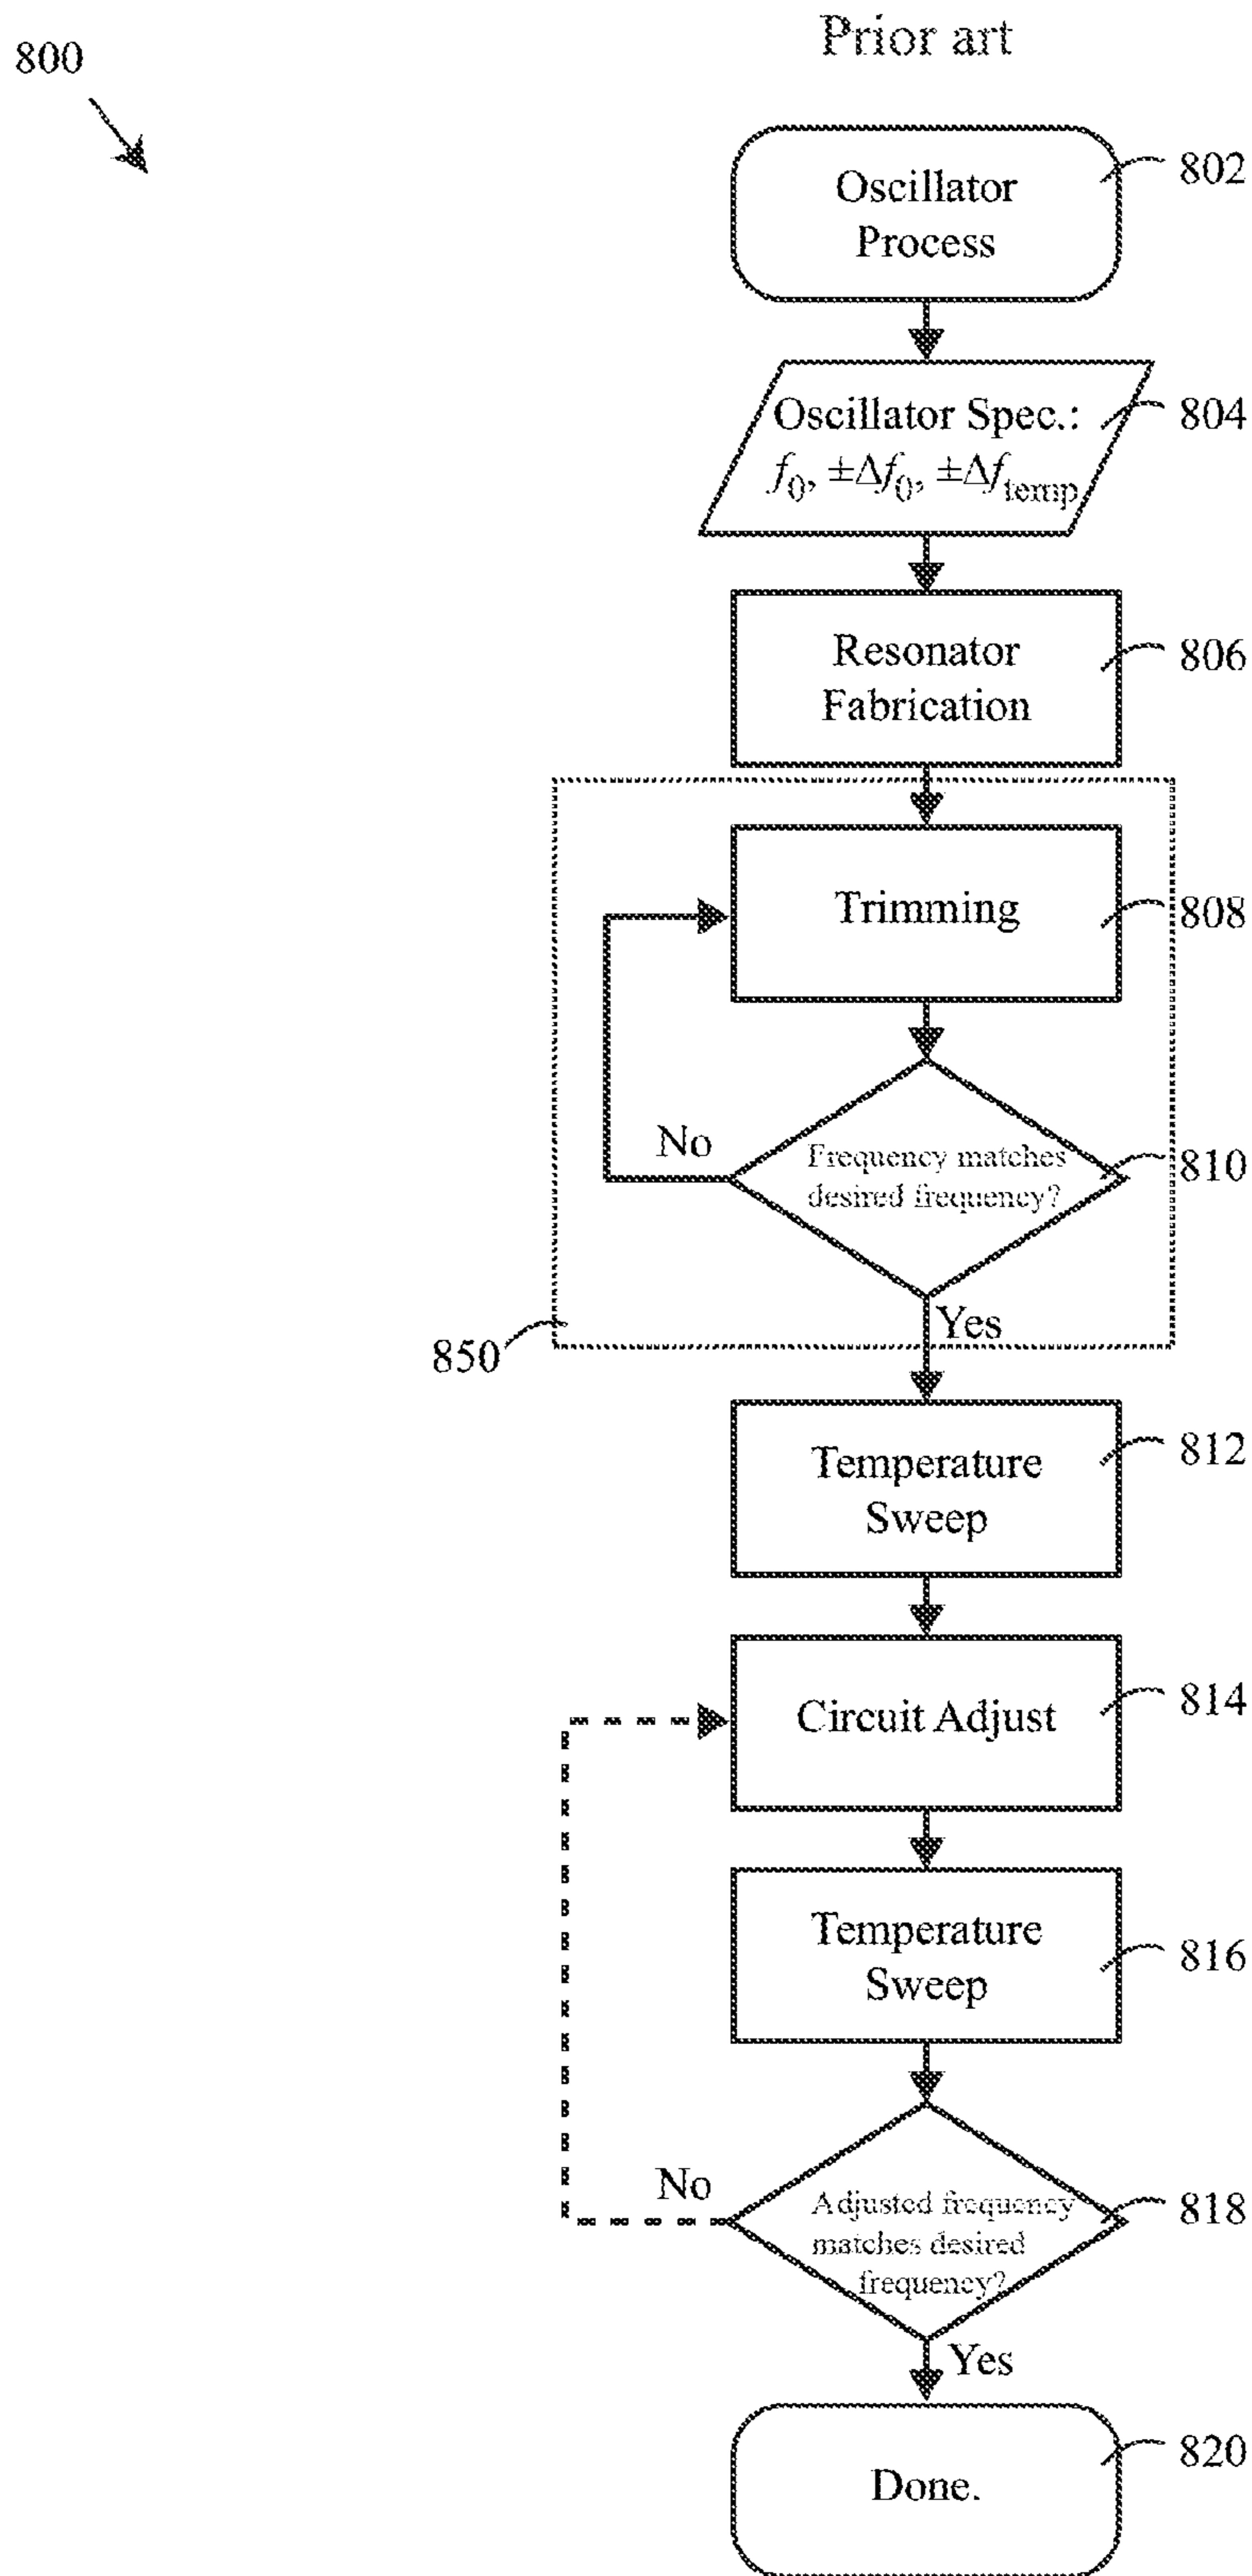 Prior art
800
Oscillator
Process
802
Oscillator Spec.:
f₀, ±Δf₀, ±Δf_temp
804
Resonator
Fabrication
806
Trimming
808
No
Frequency matches
desired frequency?
810
Yes
850
Temperature
Sweep
812
Circuit Adjust
814
Temperature
Sweep
816
No
Adjusted frequency
matches desired
frequency?
818
Yes
Done.
820